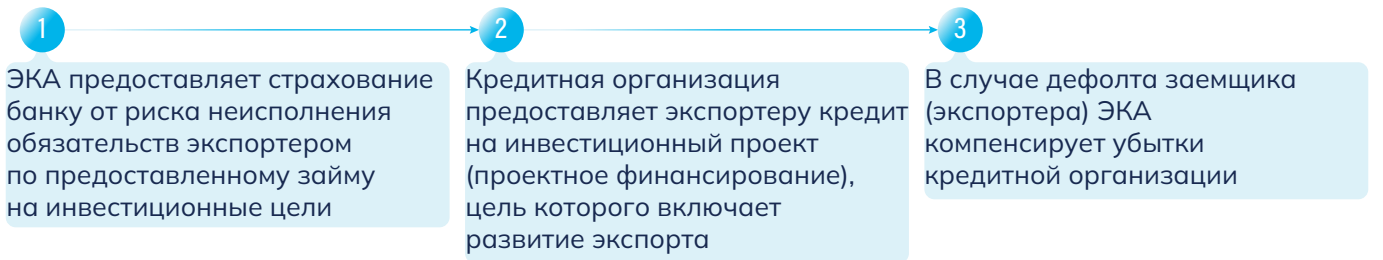 1
2
3
ЭКА предоставляет страхование
банку от риска неисполнения
обязательств экспортером
по предоставленному займу
на инвестиционные цели
Кредитная организация
предоставляет экспортеру кредит
на инвестиционный проект
(проектное финансирование),
цель которого включает
развитие экспорта
В случае дефолта заемщика
(экспортера) ЭКА
компенсирует убытки
кредитной организации